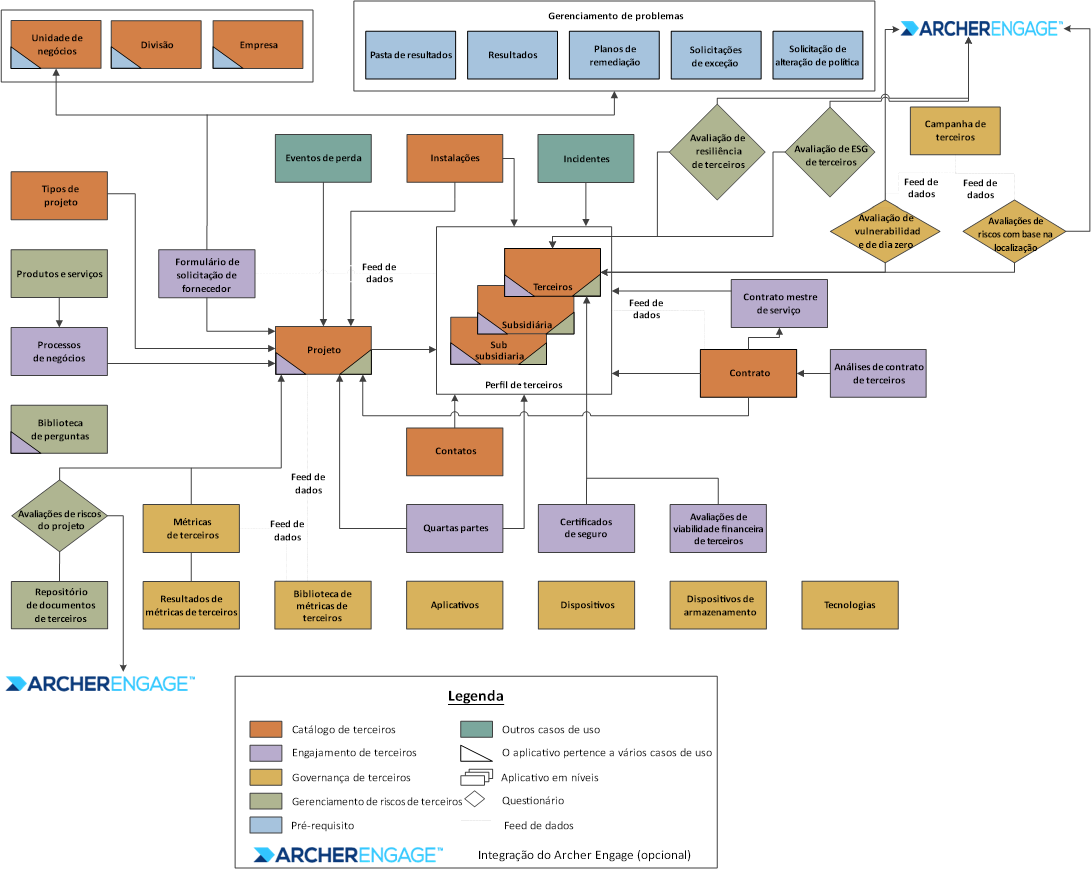 Unidade de
negócios
Divisão
Empresa
Gerenciamento de problemas
Pasta de resultados
Resultados
Planos de
remediação
Solicitações
de exceção
Solicitação de
alteração de política
ARCHERENGAGE™
Eventos de perda
Instalações
Incidentes
Avaliação de
resiliência
de terceiros
Avaliação de ESG
de terceiros
Campanha de
terceiros
Feed de
dados
Feed de
dados
Tipos de
projeto
Avaliação de
vulnerabilidad
e de dia zero
Avaliações de
riscos com base na
localização
Produtos e serviços
Formulário de
solicitação de
fornecedor
Feed de
dados
Terceiros
Subsidiária
Sub
subsidiaria
Perfil de terceiros
Feed de
dados
Contrato mestre
de serviço
Processos
de negócios
Projeto
Contrato
Análises de contrato
de terceiros
Biblioteca
de perguntas
Contatos
Feed de
dados
Avaliações de riscos
do projeto
Métricas
de terceiros
Feed de
dados
Quartas partes
Certificados
de seguro
Avaliações de
viabilidade financeira
de terceiros
Repositório
de documentos
de terceiros
Resultados de
métricas de terceiros
Biblioteca de
métricas de
terceiros
Aplicativos
Dispositivos
Dispositivos de
armazenamento
Tecnologias
ARCHERENGAGE™
Legenda
Catálogo de terceiros
Outros casos de uso
Engajamento de terceiros
O aplicativo pertence a vários casos de uso
Governança de terceiros
Aplicativo em níveis
Gerenciamento de riscos de terceiros
Questionário
Pré-requisito
Feed de dados
ARCHERENGAGE™
Integração do Archer Engage (opcional)